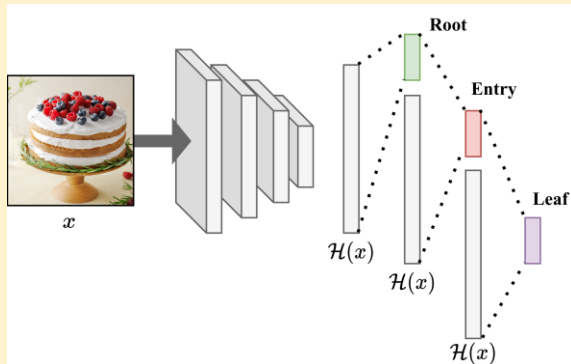 Root
Entry
Leaf
x
ℋ(x)
ℋ(x)
ℋ(x)